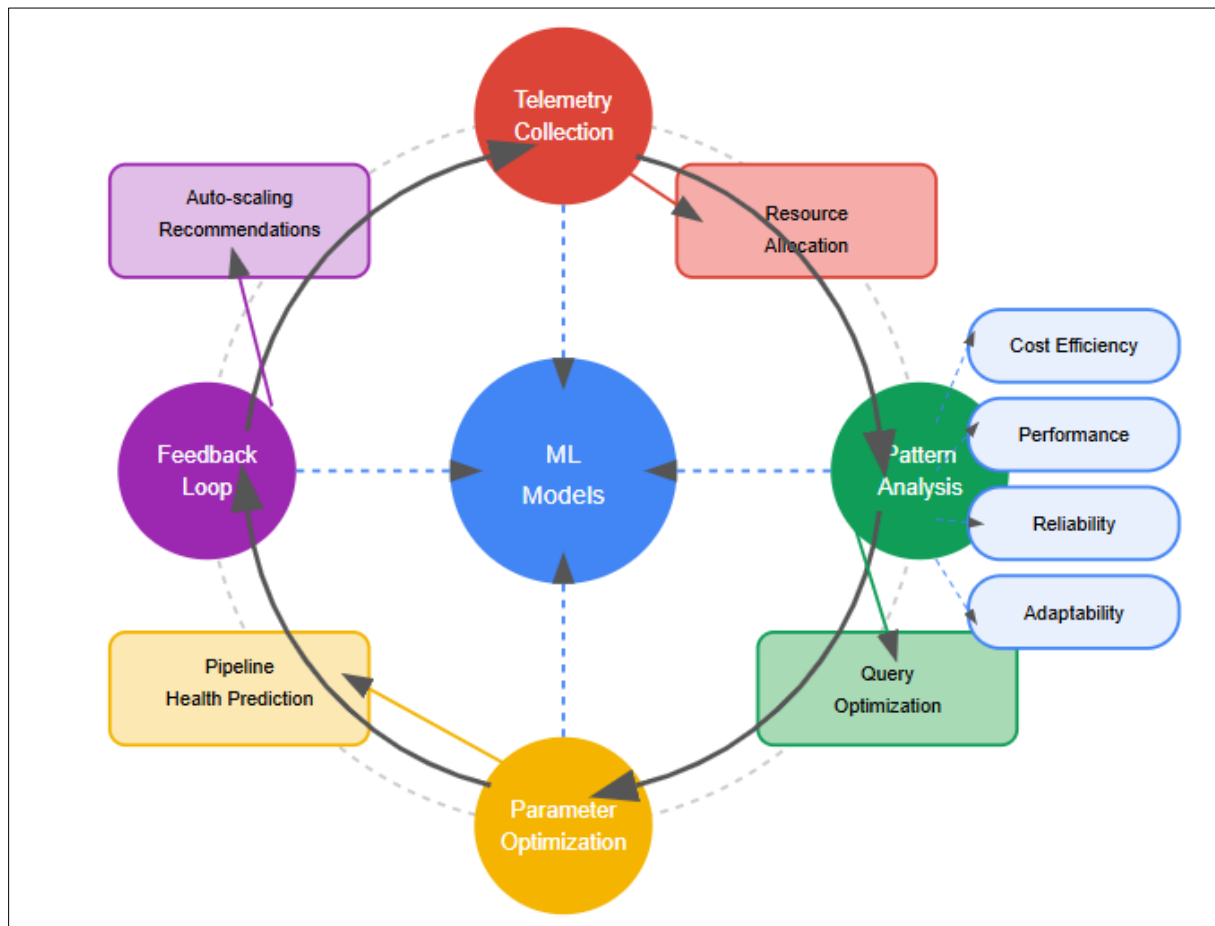 Telemetry
Collection
Auto-scaling
Recommendations
Resource
Allocation
Cost Efficiency
Performance
Feedback
Loop
ML
Models
Pattern
Analysis
Reliability
Adaptability
Pipeline
Health Prediction
Query
Optimization
Parameter
Optimization